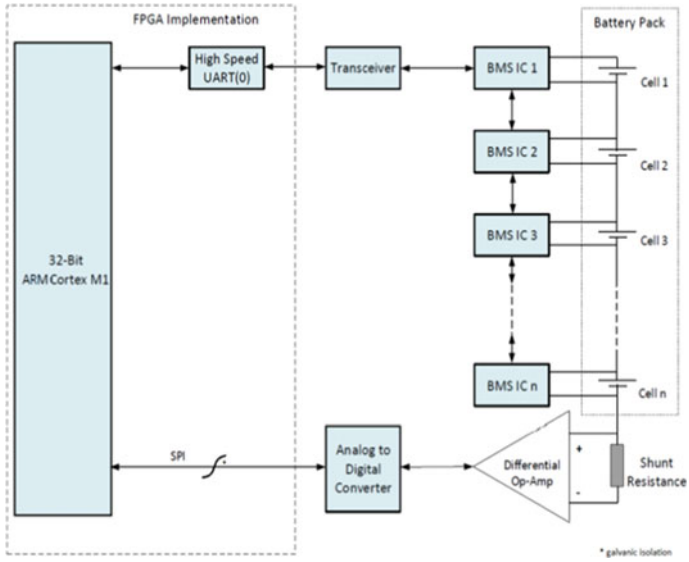 FPGA Implementation
Battery Pack
High Speed
UART(0)
Transceiver
BMS IC 1
Cell 1
BMS IC 2
Cell 2
BMS IC 3
Cell 3
32-Bit
ARM Cortex M1
BMS IC n
Cell n
SPI
Analog to
Digital
Converter
Differential
Op-Amp
+
-
Shunt
Resistance
* galvanic isolation